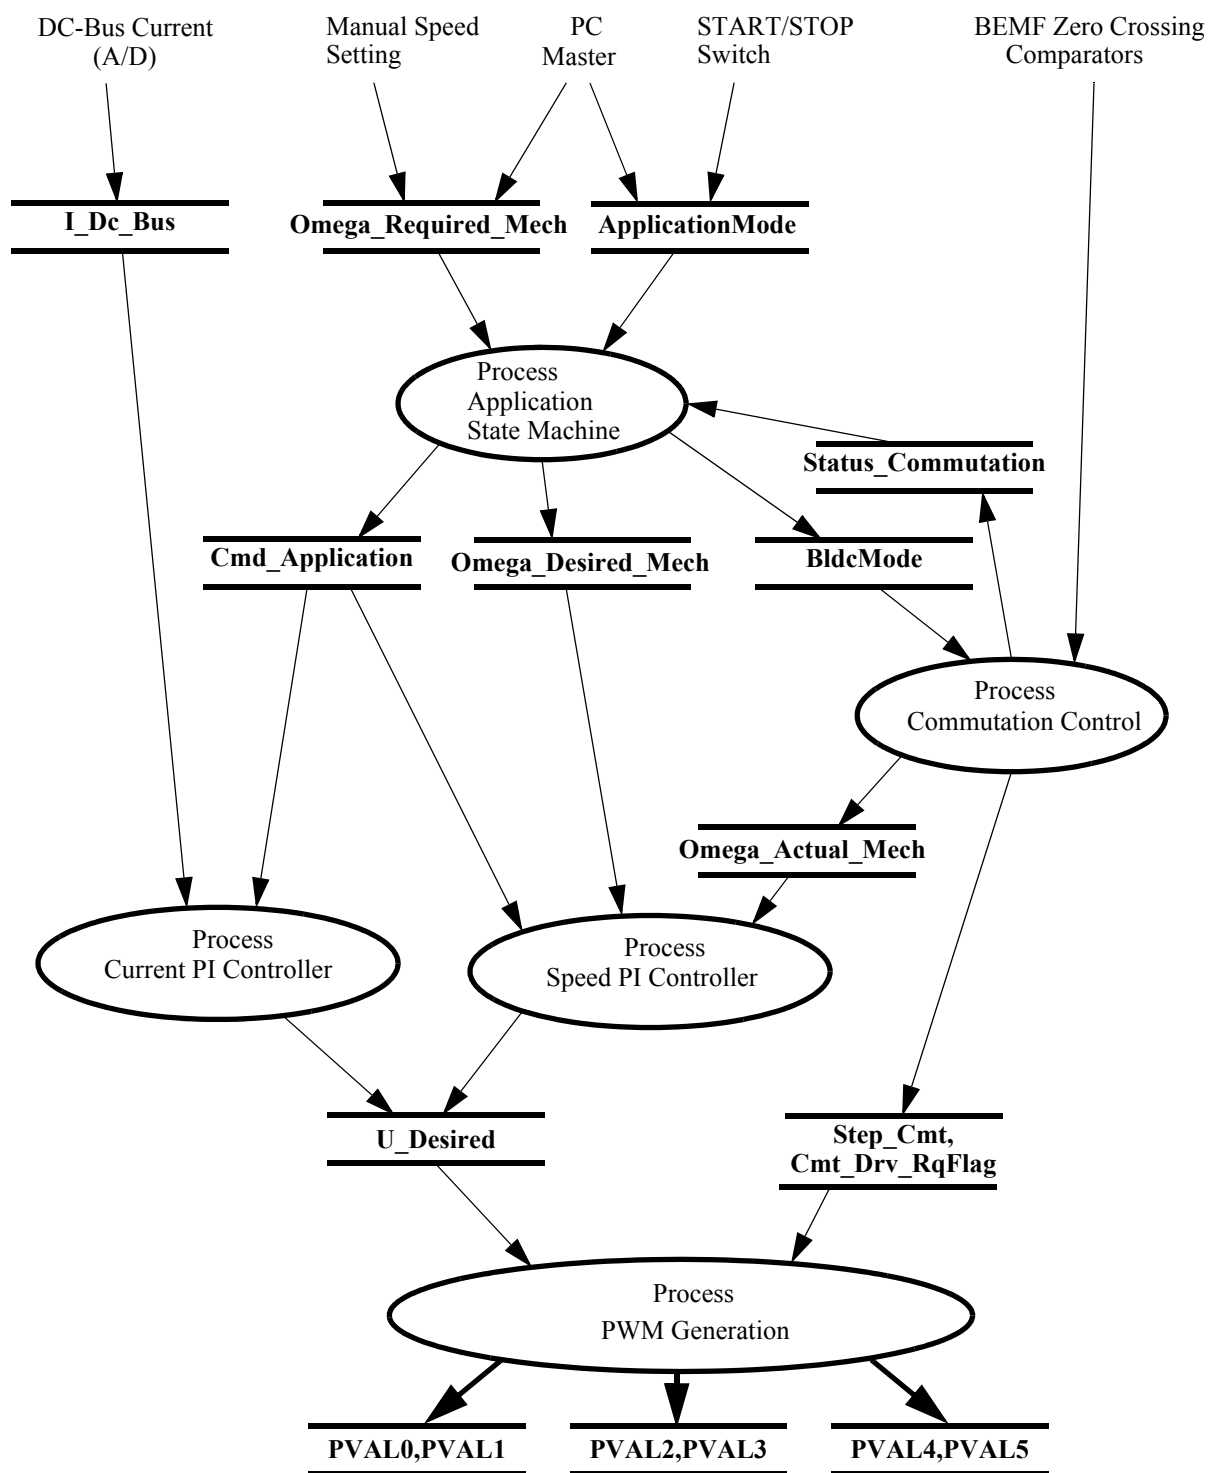 DC-Bus Current
(A/D)
Manual Speed
Setting
PC
Master
START/STOP
Switch
BEMF Zero Crossing
Comparators
I_Dc_Bus
Omega_Required_Mech
ApplicationMode
Process
Application
State Machine
Status_Commutation
Cmd_Application
Omega_Desired_Mech
BldcMode
Process
Commutation Control
Omega_Actual_Mech
Process
Current PI Controller
Process
Speed PI Controller
U_Desired
Step_Cmt,
Cmt_Drv_RqFlag
Process
PWM Generation
PVAL0,PVAL1
PVAL2,PVAL3
PVAL4,PVAL5